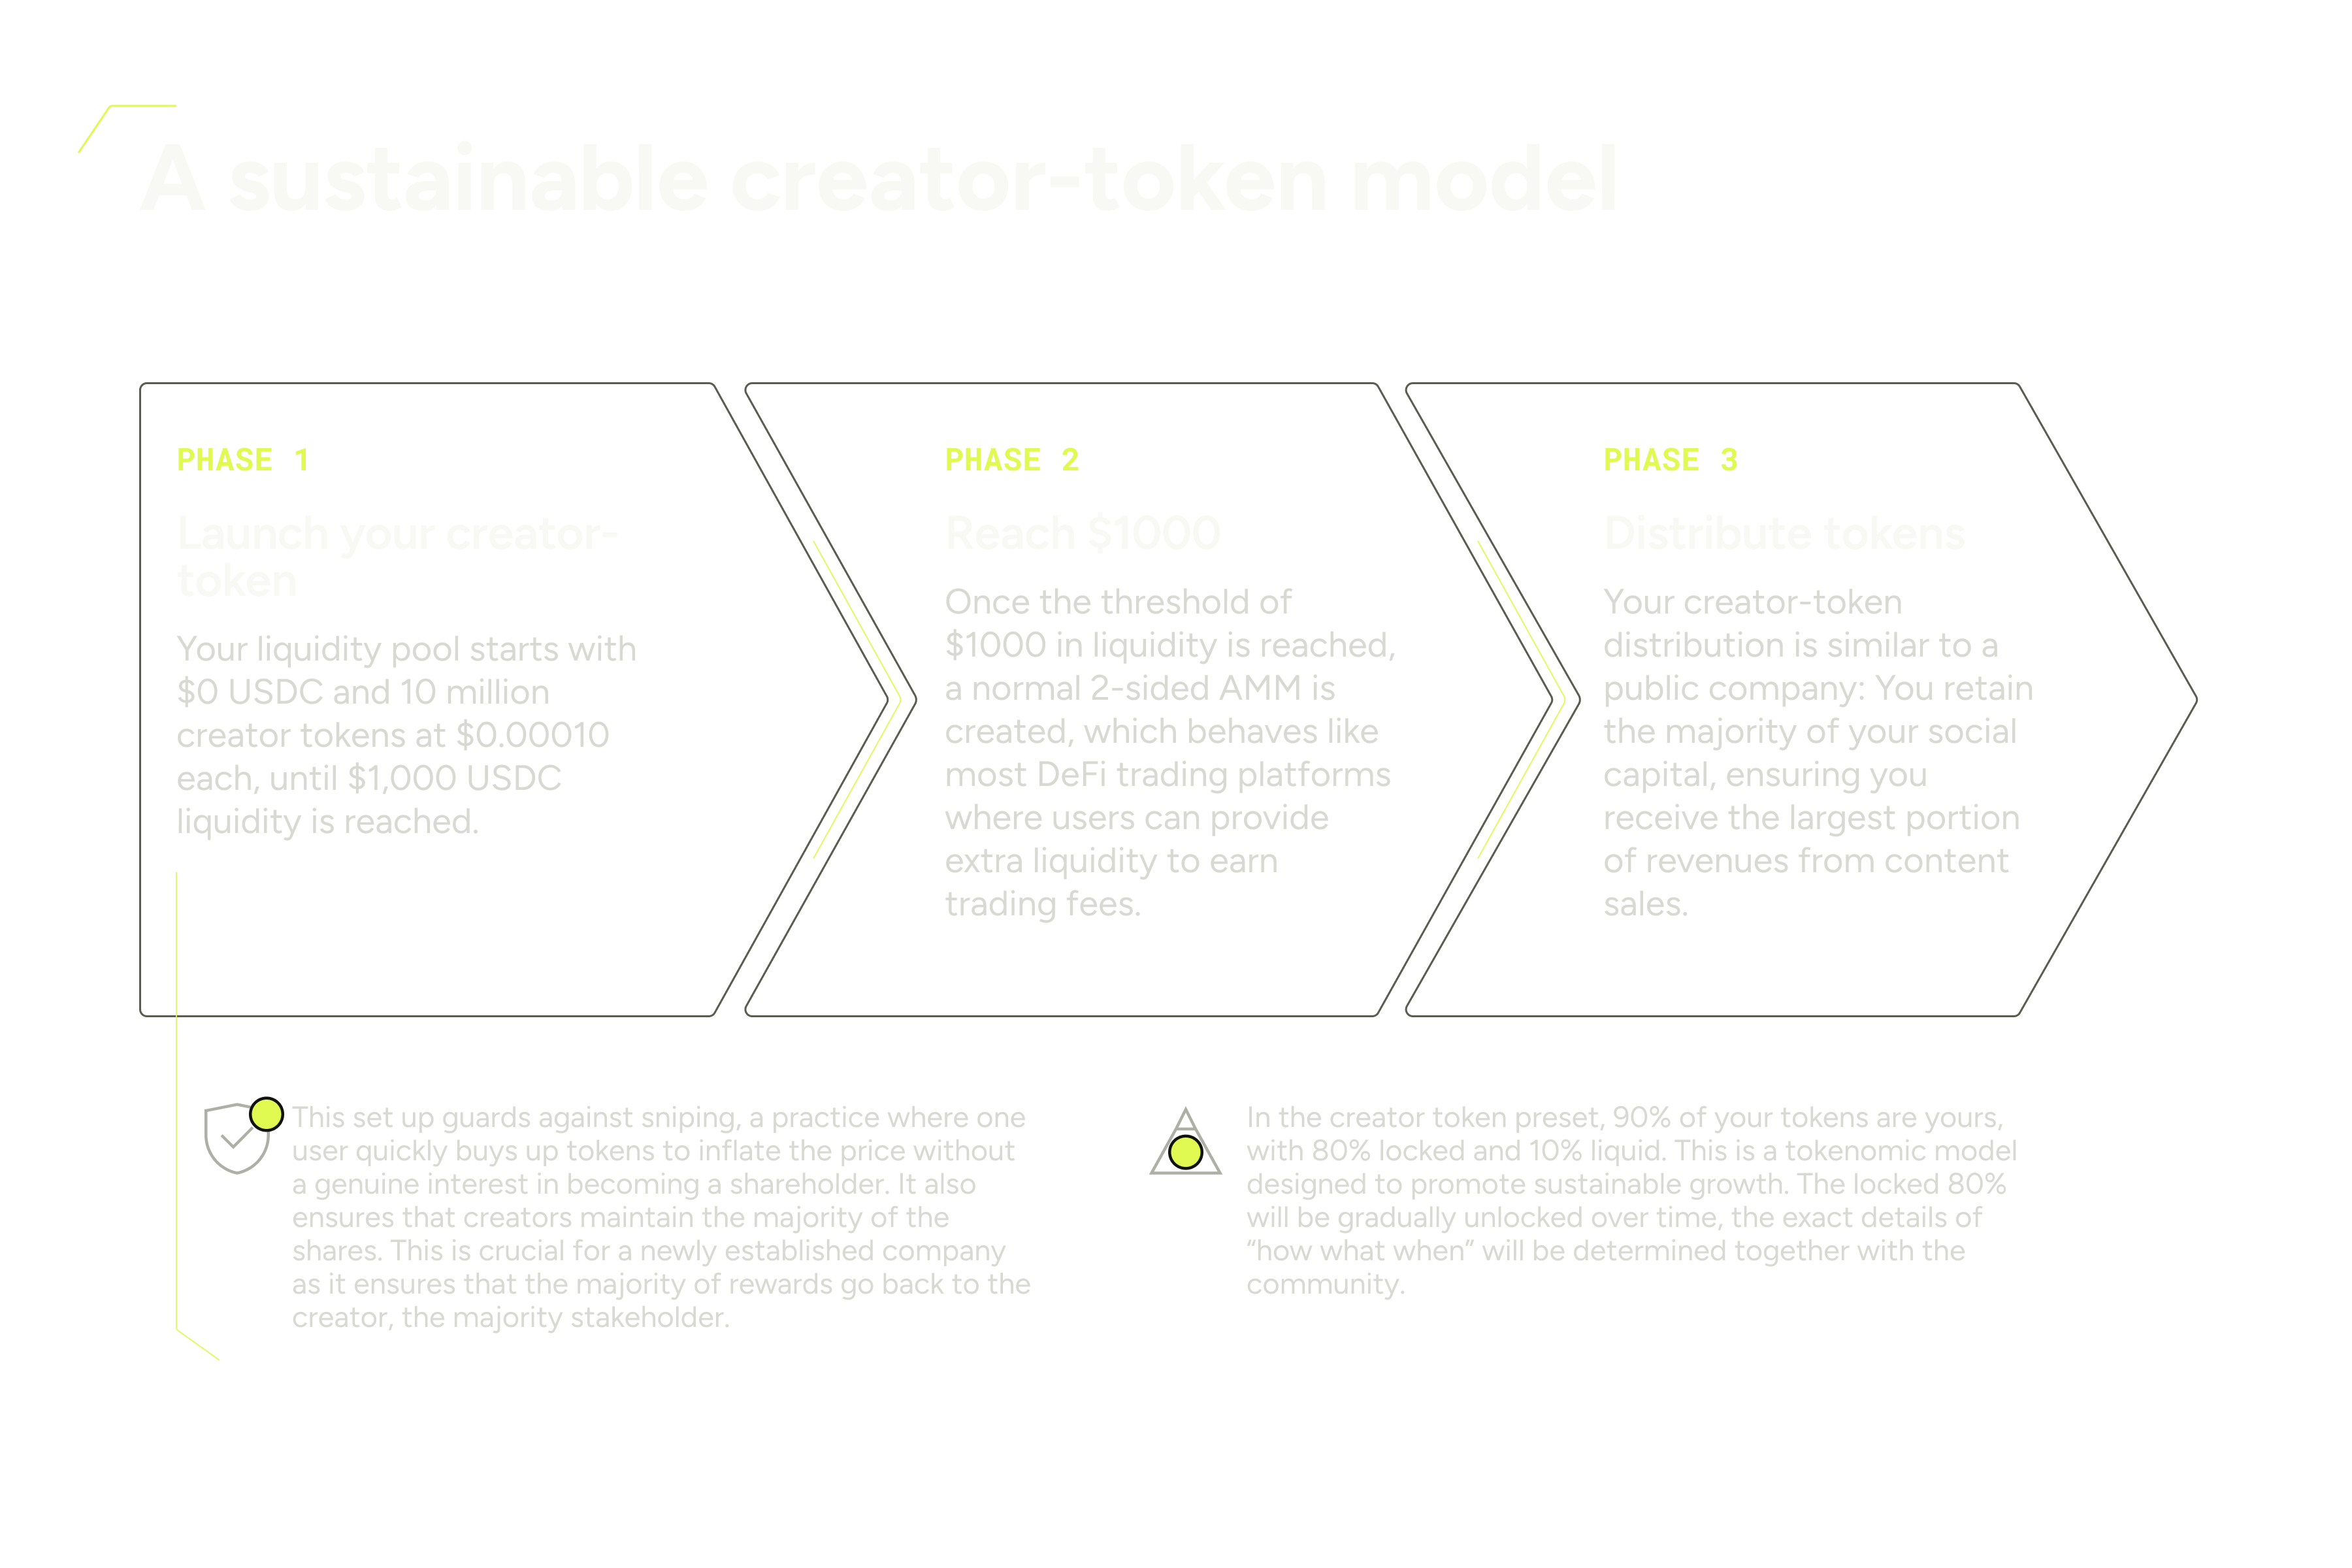 A sustainable creator-token model
PHASE 1
Launch your creator-
token
Your liquidity pool starts with
$0 USDC and 10 million
creator tokens at $0.00010
each, until $1,000 USDC
liquidity is reached.
PHASE 2
Reach $1000
Once the threshold of
$1000 in liquidity is reached,
a normal 2-sided AMM is
created, which behaves like
most DeFi trading platforms
where users can provide
extra liquidity to earn
trading fees.
PHASE 3
Distribute tokens
Your creator-token
distribution is similar to a
public company: You retain
the majority of your social
capital, ensuring you
receive the largest portion
of revenues from content
sales.
This set up guards against sniping, a practice where one
user quickly buys up tokens to inflate the price without
a genuine interest in becoming a shareholder. It also
ensures that creators maintain the majority of the
shares. This is crucial for a newly established company
as it ensures that the majority of rewards go back to the
creator, the majority stakeholder.
In the creator token preset, 90% of your tokens are yours,
with 80% locked and 10% liquid. This is a tokenomic model
designed to promote sustainable growth. The locked 80%
will be gradually unlocked over time, the exact details of
“how what when” will be determined together with the
community.